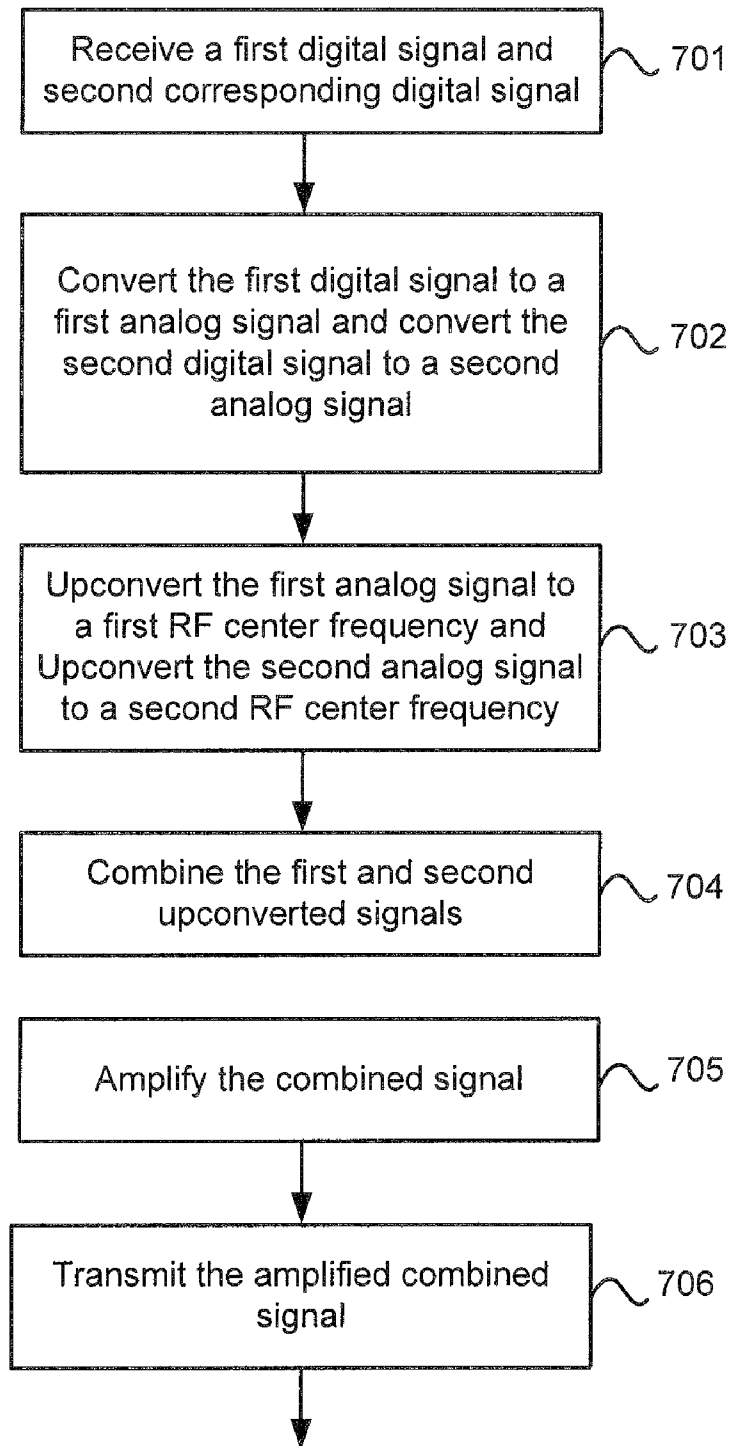 Receive a first digital signal and
second corresponding digital signal
701
Convert the first digital signal to a
first analog signal and convert the
second digital signal to a second
analog signal
702
Upconvert the first analog signal to
a first RF center frequency and
Upconvert the second analog signal
to a second RF center frequency
703
Combine the first and second
upconverted signals
704
Amplify the combined signal
705
Transmit the amplified combined
signal
706